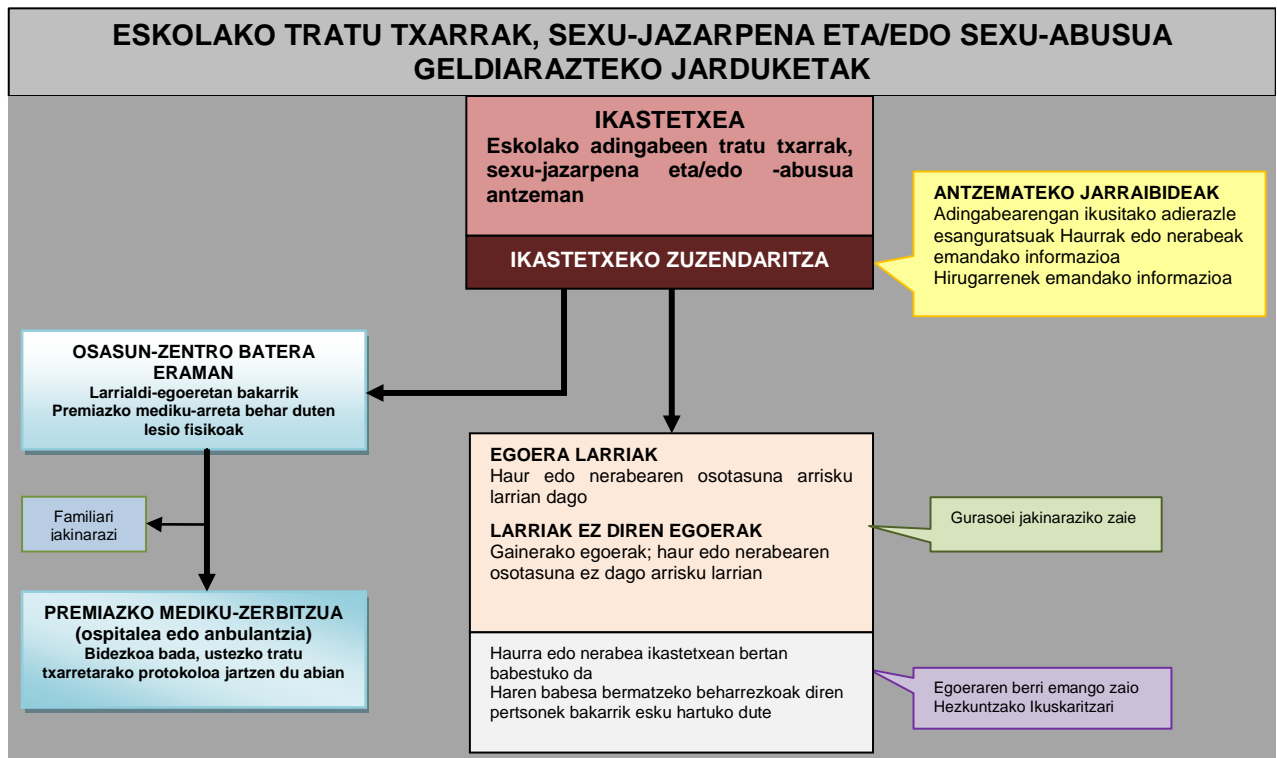 ESKOLAKO TRATU TXARRAK, SEXU-JAZARPENA ETA/EDO SEXU-ABUSUA
GELDIARAZTEKO JARDUKETAK
IKASTETXEA
Eskolako adingabeen tratu txarrak,
sexu-jazarpena eta/edo -abusua
antzeman
IKASTETXEKO ZUZENDARITZA
ANTZEMATEKO JARRAIBIDEAK
Adingabearengan ikusitako adierazle
esanguratsuak Haurrak edo nerabeak
emandako informazioa
Hirugarrenek emandako informazioa
OSASUN-ZENTRO BATERA
ERAMAN
Larrialdi-egoeretan bakarrik
Premiazko mediku-arreta behar duten
lesio fisikoak
Familiari
jakinarazi
PREMIAZKO MEDIKU-ZERBITZUA
(ospitalea edo anbulantzia)
Bidezkoa bada, ustezko tratu
txarretarako protokoloa jartzen du abian
EGOERA LARRIAK
Haur edo nerabearen osotasuna arrisku
larrian dago
LARRIAK EZ DIREN EGOERAK
Gainerako egoerak; haur edo nerabearen
osotasuna ez dago arrisku larrian
Gurasoei jakinaraziko zaie
Haurra edo nerabea ikastetxean bertan
babestuko da
Haren babesa bermatzeko beharrezkoak diren
pertsonek bakarrik esku hartuko dute
Egoeraren berri emango zaio
Hezkuntzako Ikuskaritzari